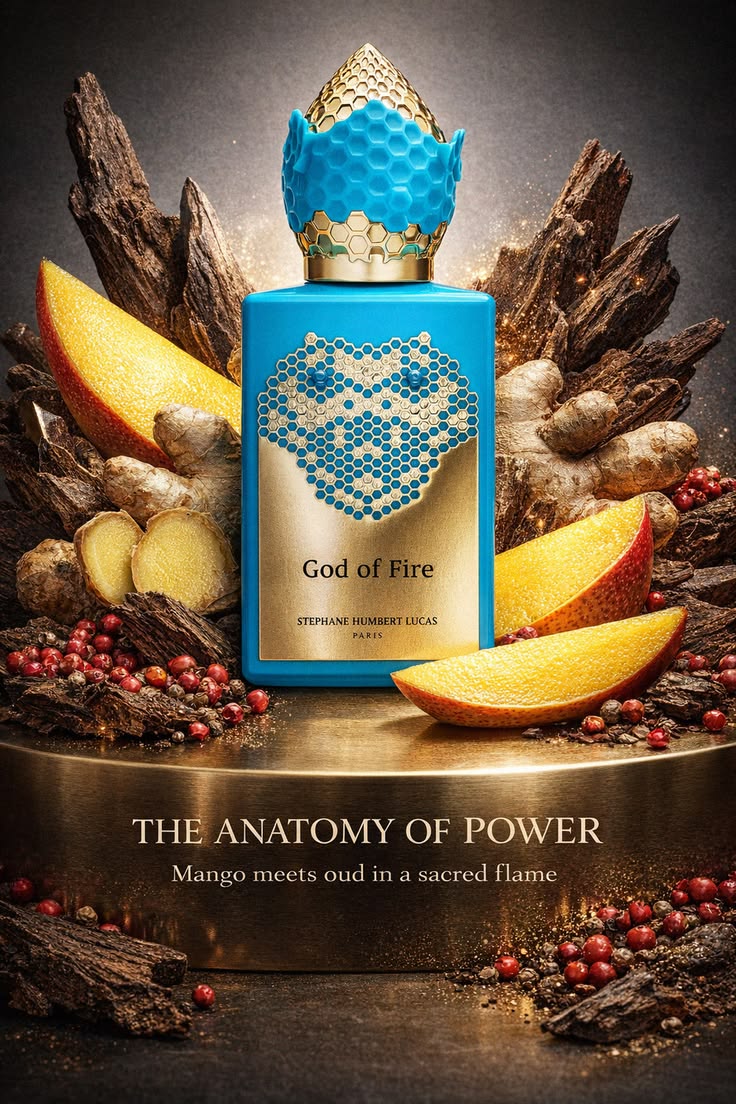 God of Fire
STEPHANE HUMBERT LUCAS
PARIS
THE ANATOMY OF POWER
Mango meets oud in a sacred flame